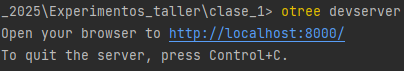 _2025\Experimentos_taller\clase_1> otree devserver
Open your browser to http://localhost:8000/
To quit the server, press Control+C.